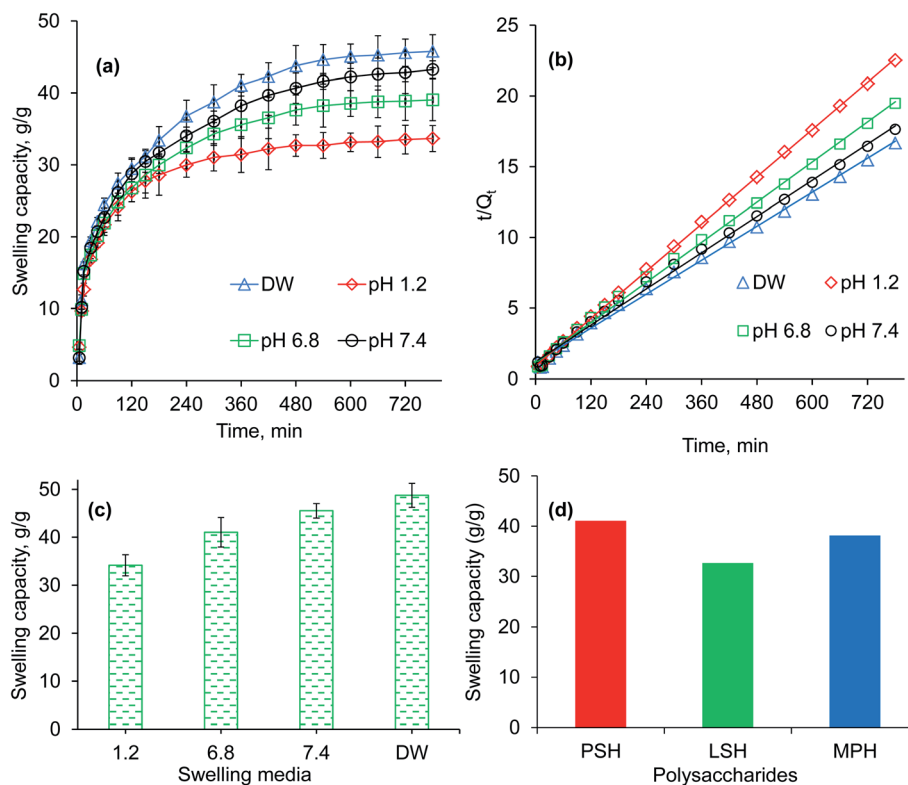 (a)
Swelling capacity, g/g
50
40
30
20
10
0
DW
pH 1.2
pH 6.8
pH 7.4
0 120 240 360 480 600 720
Time, min
(b)
t/Qt
25
20
15
10
5
0
DW
pH 1.2
pH 6.8
pH 7.4
0 120 240 360 480 600 720
Time, min
(c)
Swelling capacity, g/g
50
40
30
20
10
0
1.2 6.8 7.4 DW
Swelling media
(d)
Swelling capacity (g/g)
50
40
30
20
10
0
PSH LSH MPH
Polysaccharides